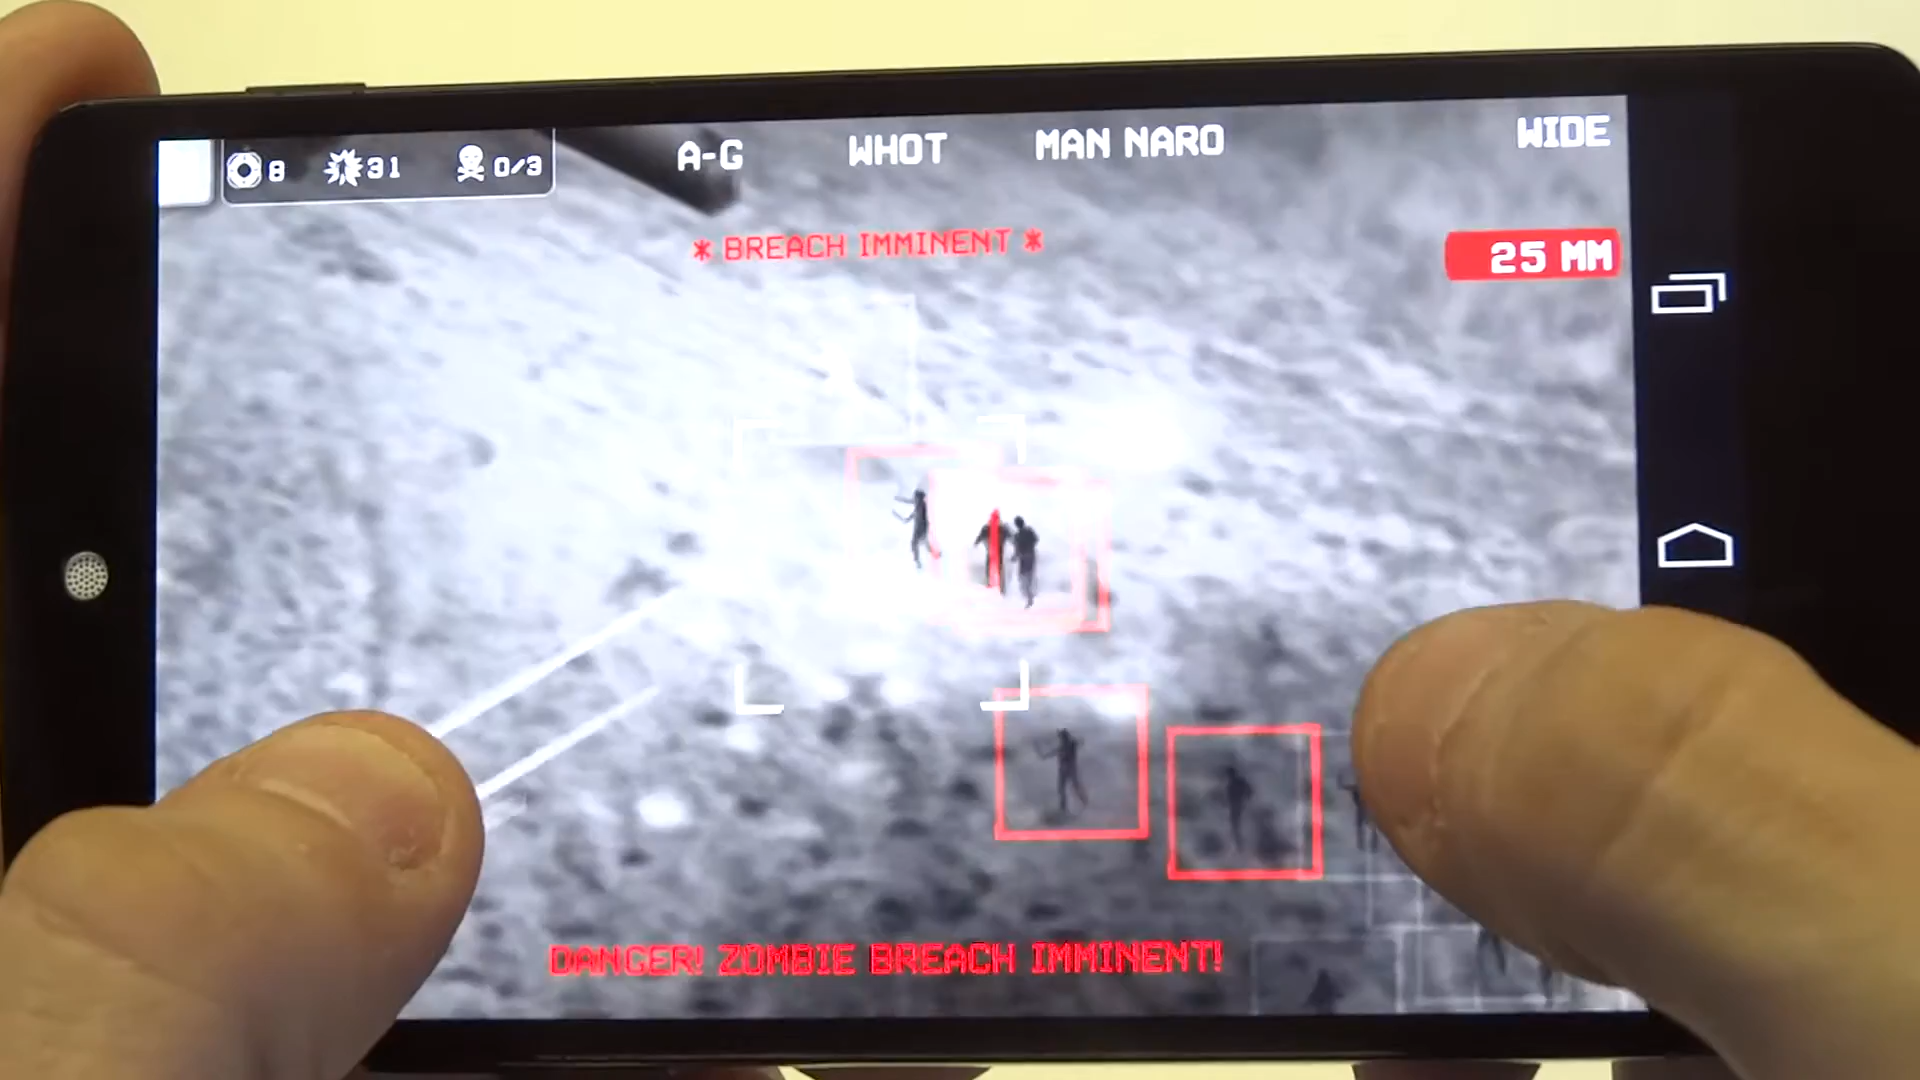 8 31 0/3
A-G WHOT MAN NARO WIDE
* BREACH IMMINENT *
25 MM
DANGER! ZOMBIE BREACH IMMINENT!